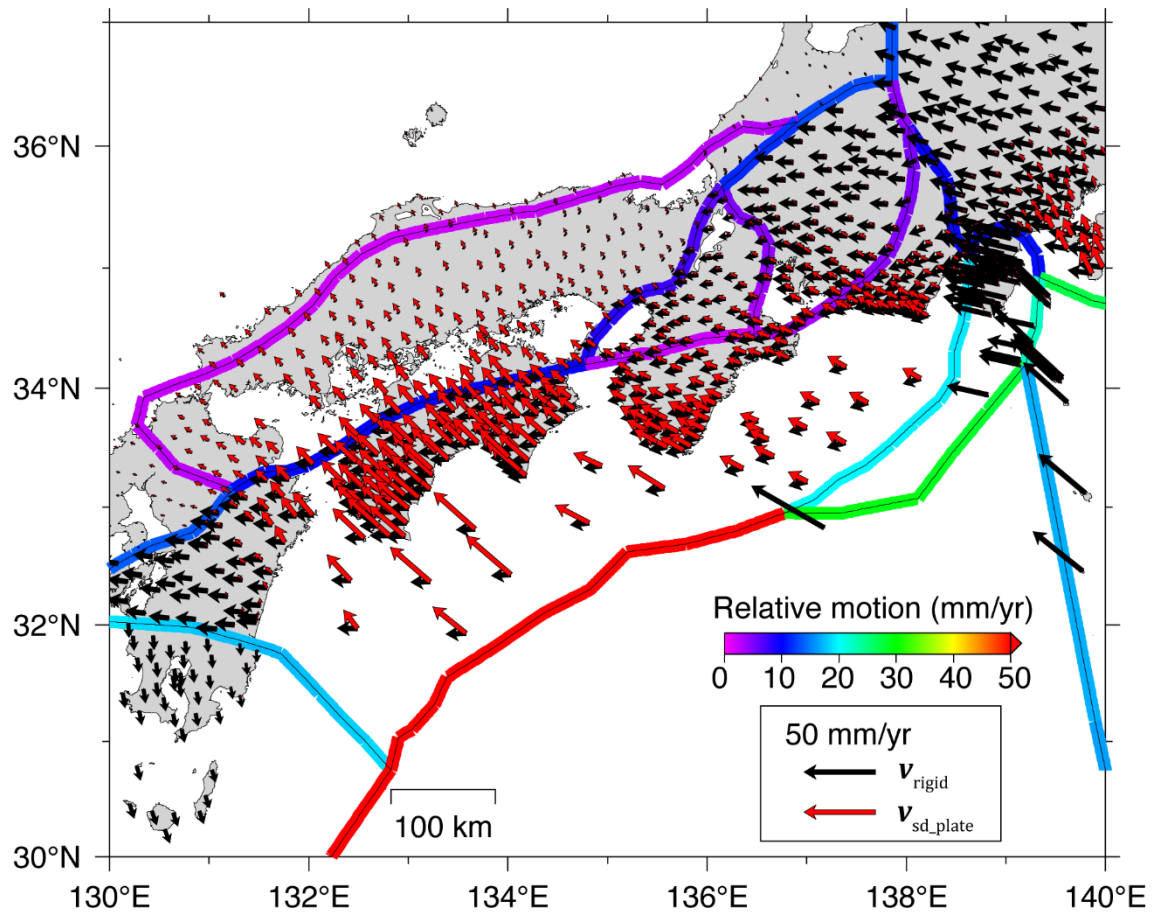 36°N
34°N
32°N
30°N
Relative motion (mm/yr)
0 10 20 30 40 50
50 mm/yr
v_rigid
v_sd_plate
100 km
130°E 132°E 134°E 136°E 138°E 140°E